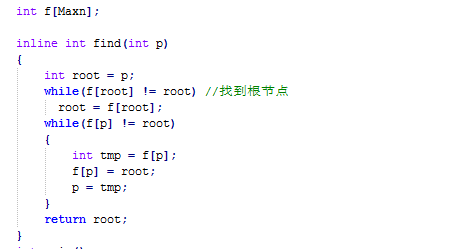 int f[Maxn];
inline int find(int p)
{
int root = p;
while(f[root] != root) //找到根节点
root = f[root];
while(f[p] != root)
{
int tmp = f[p];
f[p] = root;
p = tmp;
}
return root;
}